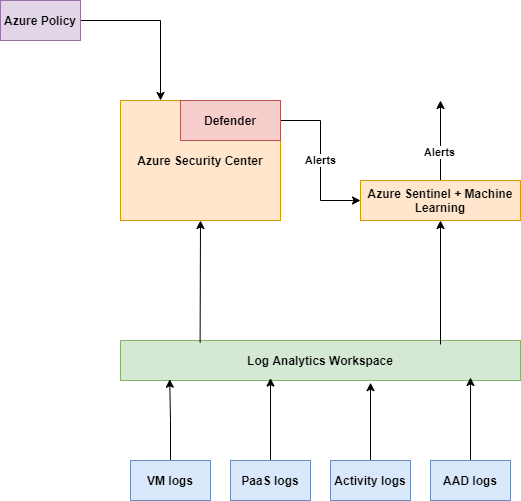 Azure Policy
Defender
Azure Security Center
Alerts
Alerts
Azure Sentinel + Machine
Learning
Log Analytics Workspace
VM logs
PaaS logs
Activity logs
AAD logs